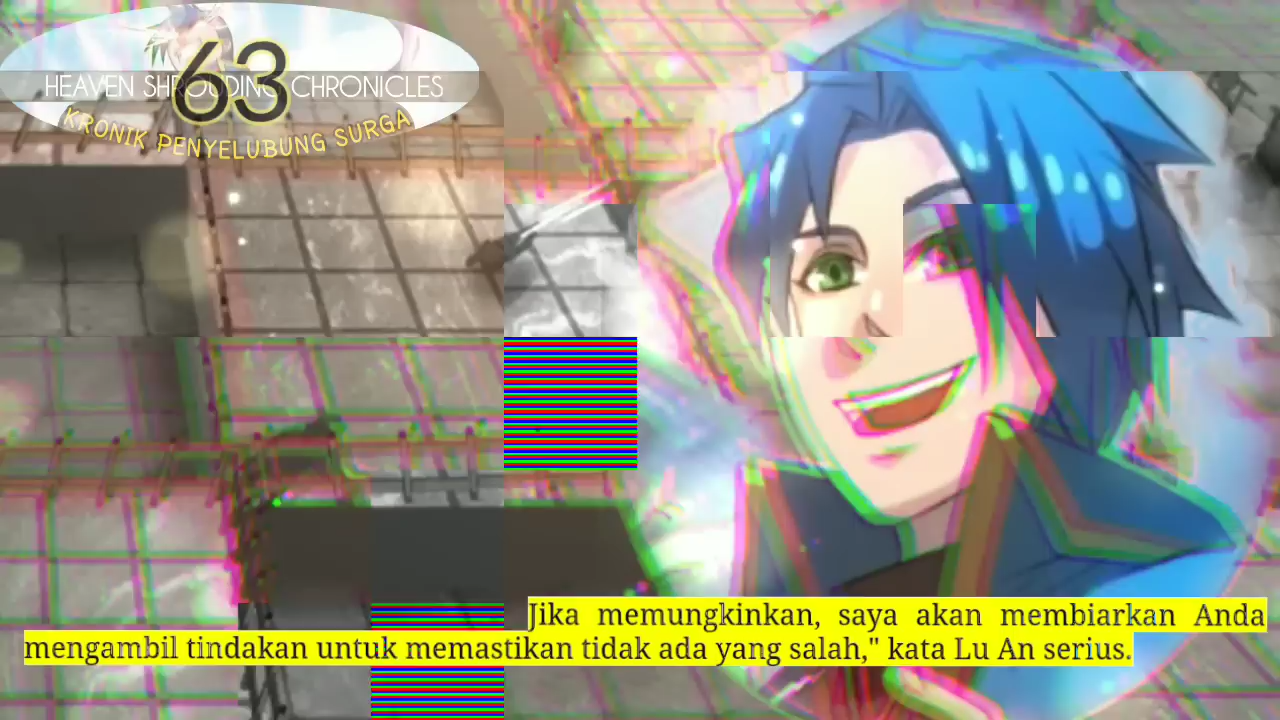 63
HEAVEN SHROUDING CHRONICLES
KRONIK PENYELUBUNG SURGA
Jika memungkinkan, saya akan membiarkan Anda
mengambil tindakan untuk memastikan tidak ada yang salah," kata Lu An serius.